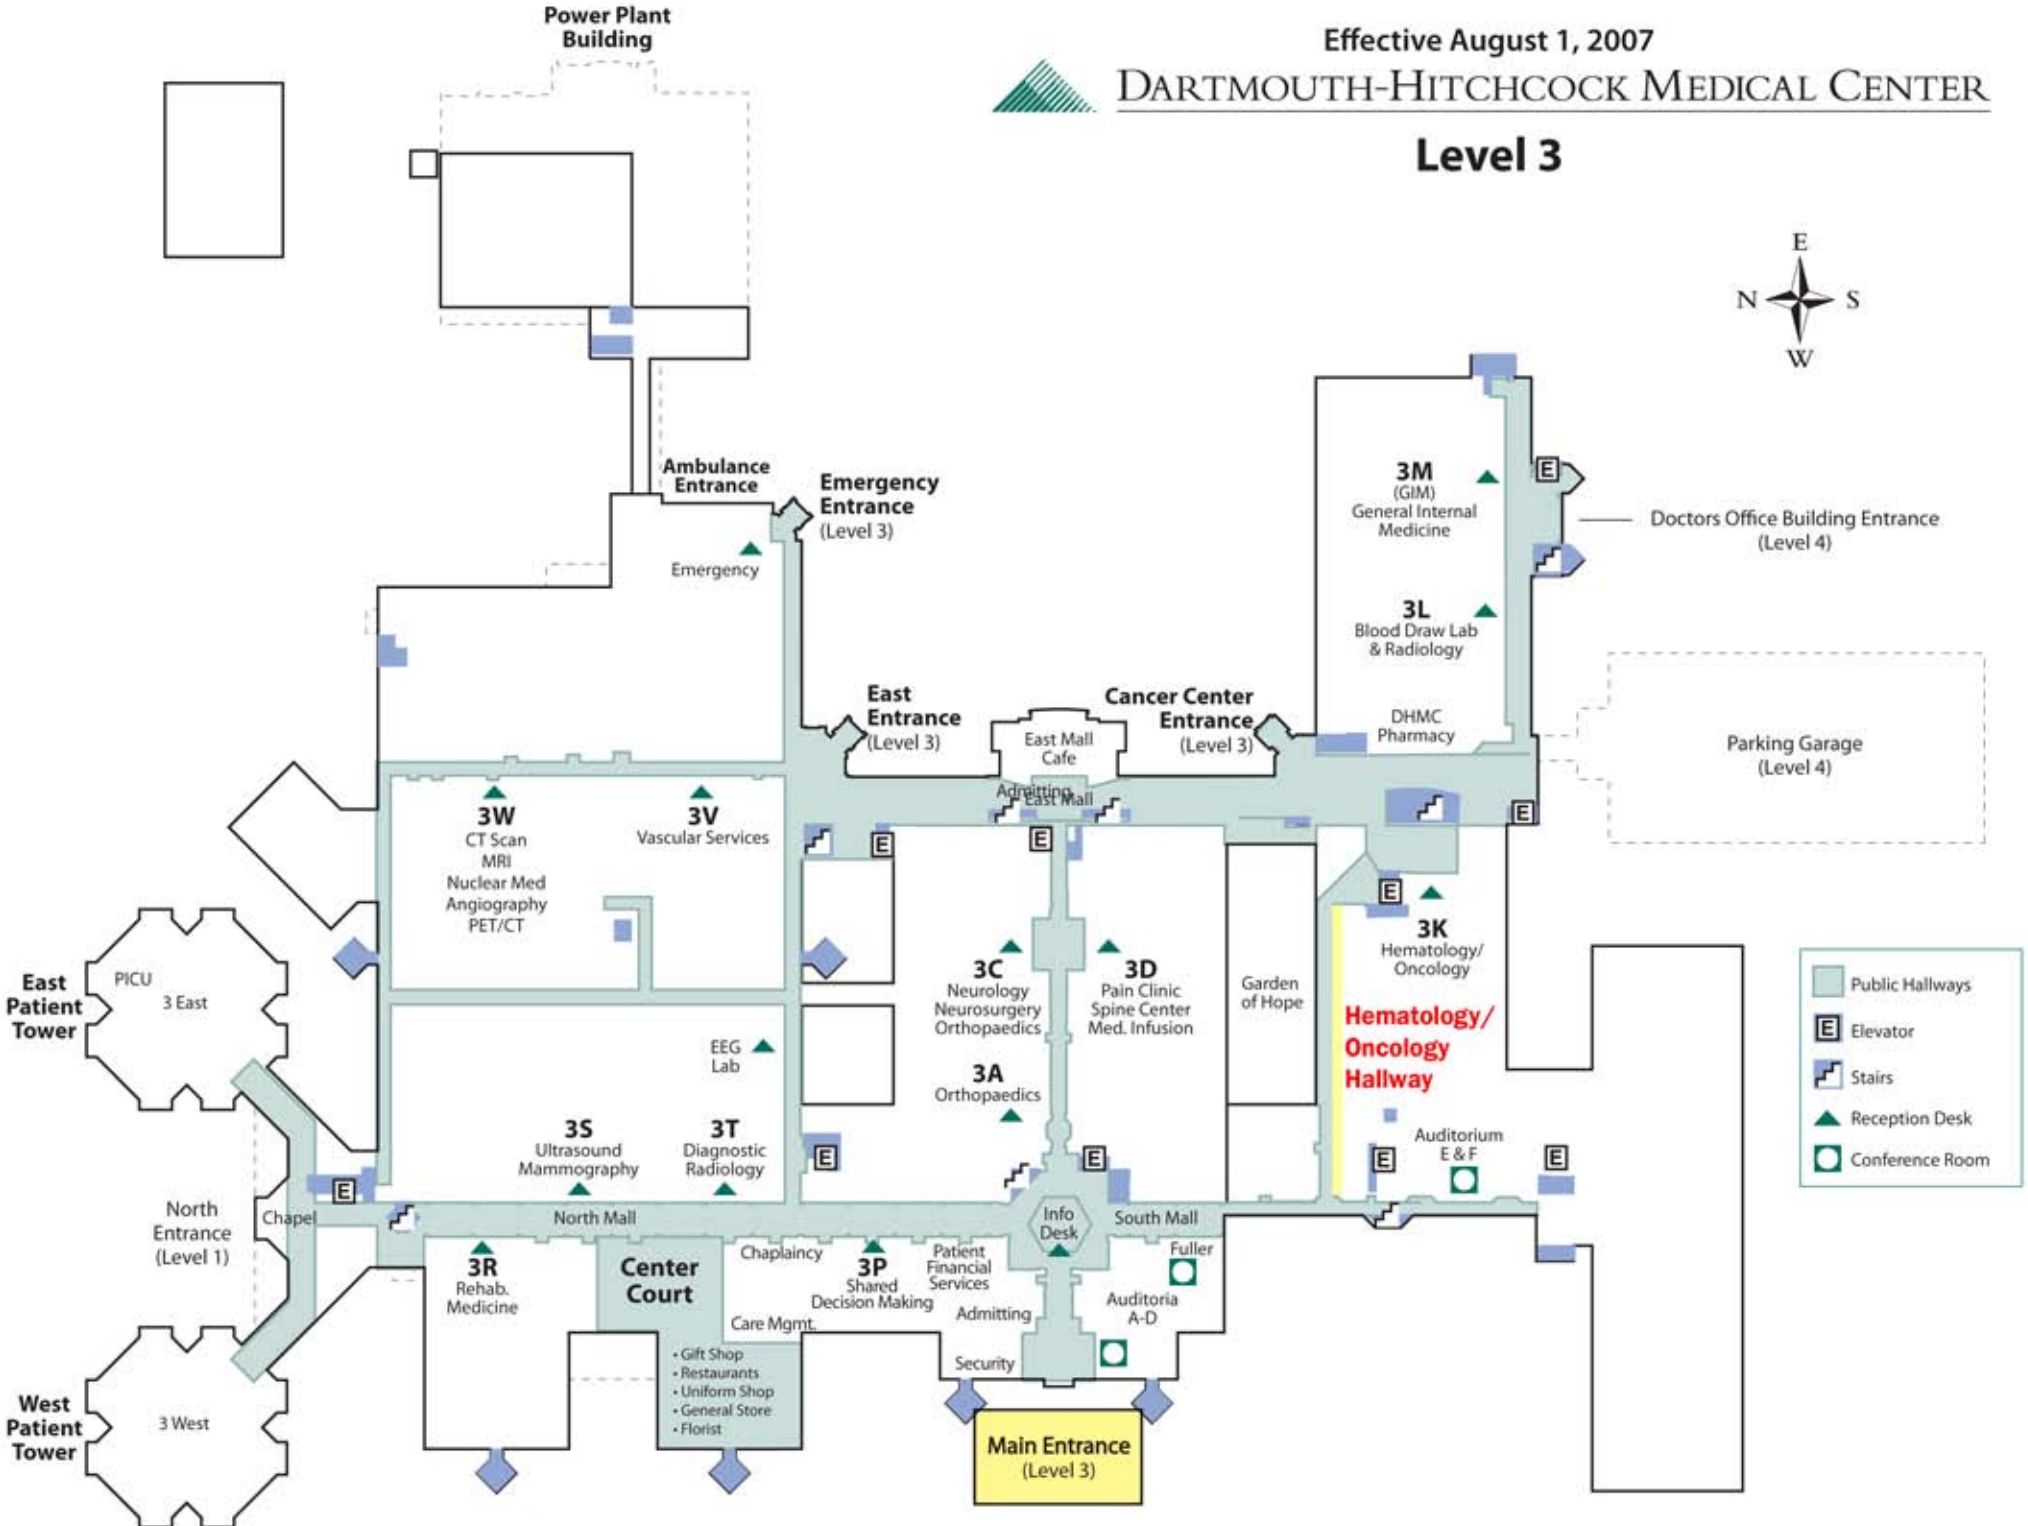 Power Plant
Building
Effective August 1, 2007
DARTMOUTH-HITCHCOCK MEDICAL CENTER
Level 3
E
N
S
W
Ambulance
Entrance
Emergency
Entrance
(Level 3)
Emergency
3M
(GIM)
General Internal
Medicine
E
Doctors Office Building Entrance
(Level 4)
3L
Blood Draw Lab
& Radiology
DHMC
Pharmacy
East
Entrance
(Level 3)
East Mall
Cafe
Cancer Center
Entrance
(Level 3)
Parking Garage
(Level 4)
Admitting
East Mall
3W
CT Scan
MRI
Nuclear Med
Angiography
PET/CT
3V
Vascular Services
E
E
E
E
3K
Hematology/
Oncology
East
Patient
Tower
PICU
3 East
3C
Neurology
Neurosurgery
Orthopaedics
3D
Pain Clinic
Spine Center
Med. Infusion
Garden
of Hope
Hematology/
Oncology
Hallway
Public Hallways
E
Elevator
Stairs
Reception Desk
Conference Room
EEG
Lab
3A
Orthopaedics
3S
Ultrasound
Mammography
3T
Diagnostic
Radiology
E
E
Auditorium
E & F
E
E
E
North
Entrance
(Level 1)
Chapel
North Mall
Info
Desk
South Mall
3R
Rehab.
Medicine
Center
Court
Chaplaincy
3P
Shared
Decision Making
Patient
Financial
Services
Fuller
Admitting
Auditoria
A-D
Care Mgmt.
Security
• Gift Shop
• Restaurants
• Uniform Shop
• General Store
• Florist
West
Patient
Tower
3 West
Main Entrance
(Level 3)